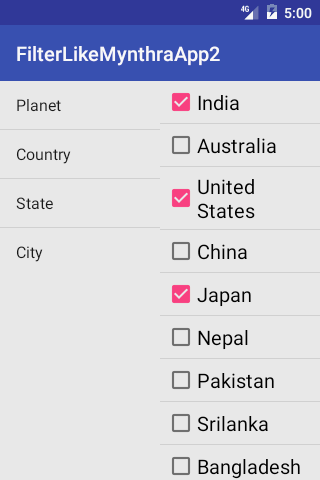 4G 5:00
FilterLikeMynthraApp2
Planet
Country
State
City
India
Australia
United
States
China
Japan
Nepal
Pakistan
Srilanka
Bangladesh